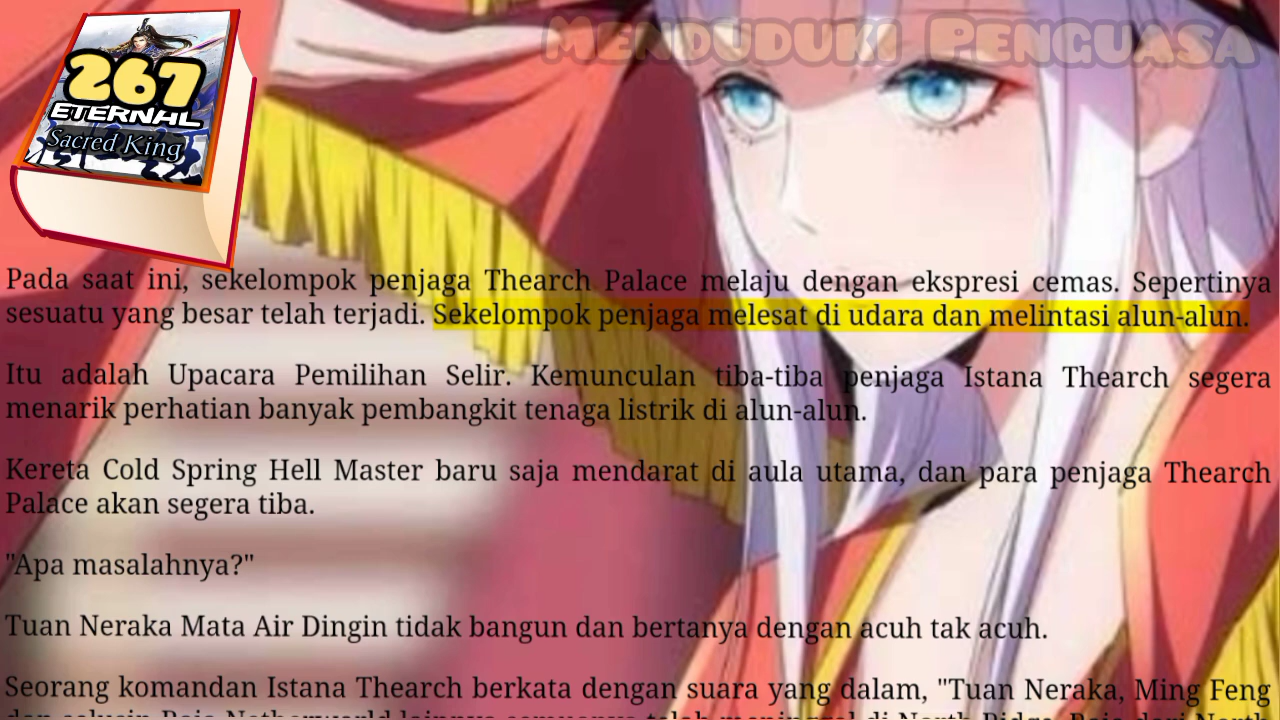 MENDUDUKI PENGUASA
267
ETERNAL
Sacred King
Pada saat ini, sekelompok penjaga Thearch Palace melaju dengan ekspresi cemas. Sepertinya
sesuatu yang besar telah terjadi. Sekelompok penjaga melesat di udara dan melintasi alun-alun.
Itu adalah Upacara Pemilihan Selir. Kemunculan tiba-tiba penjaga Istana Thearch segera
menarik perhatian banyak pembangkit tenaga listrik di alun-alun.
Kereta Cold Spring Hell Master baru saja mendarat di aula utama, dan para penjaga Thearch
Palace akan segera tiba.
"Apa masalahnya?"
Tuan Neraka Mata Air Dingin tidak bangun dan bertanya dengan acuh tak acuh.
Seorang komandan Istana Thearch berkata dengan suara yang dalam, "Tuan Neraka, Ming Feng